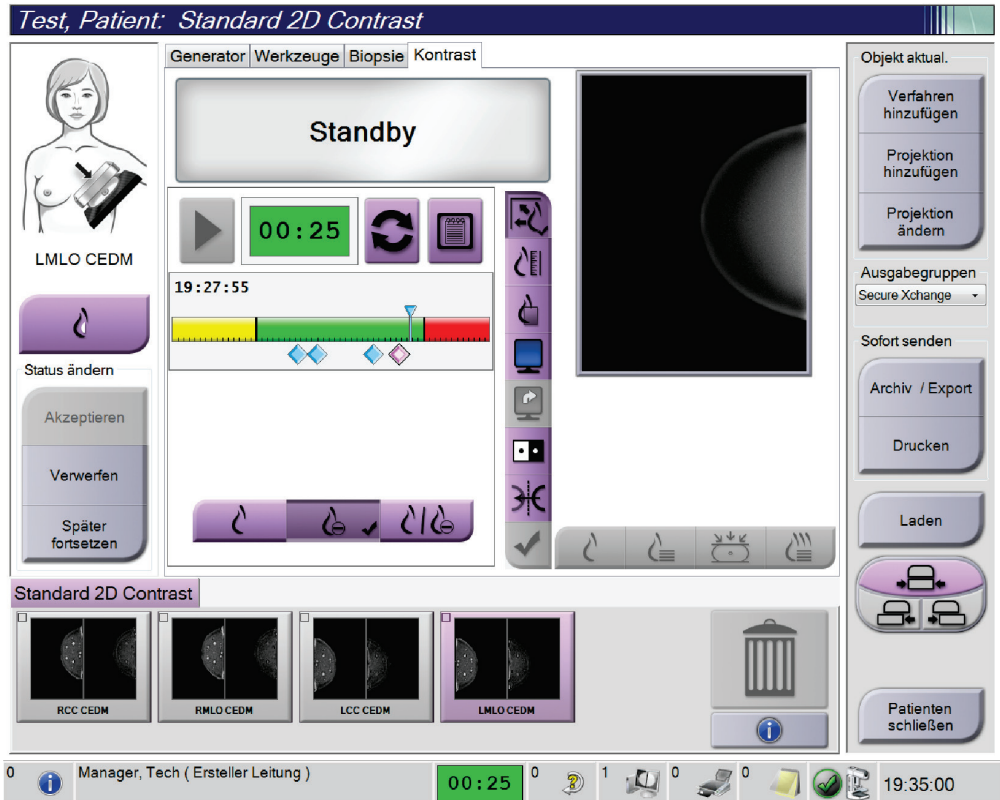 Test, Patient: Standard 2D Contrast
Generator Werkzeuge Biopsie Kontrast
Standby
00:25
19:27:55
LMLO CEDM
Status ändern
Akzeptieren
Verwerfen
Später
fortsetzen
Objekt aktual.
Verfahren
hinzufügen
Projektion
hinzufügen
Projektion
ändern
Ausgabegruppen
Secure Xchange
Sofort senden
Archiv / Export
Drucken
Laden
Patienten
schließen
Standard 2D Contrast
RCC CEDM
RMLO CEDM
LCC CEDM
LMLO CEDM
0
Manager, Tech ( Ersteller Leitung )
00:25
0
1
0
0
19:35:00